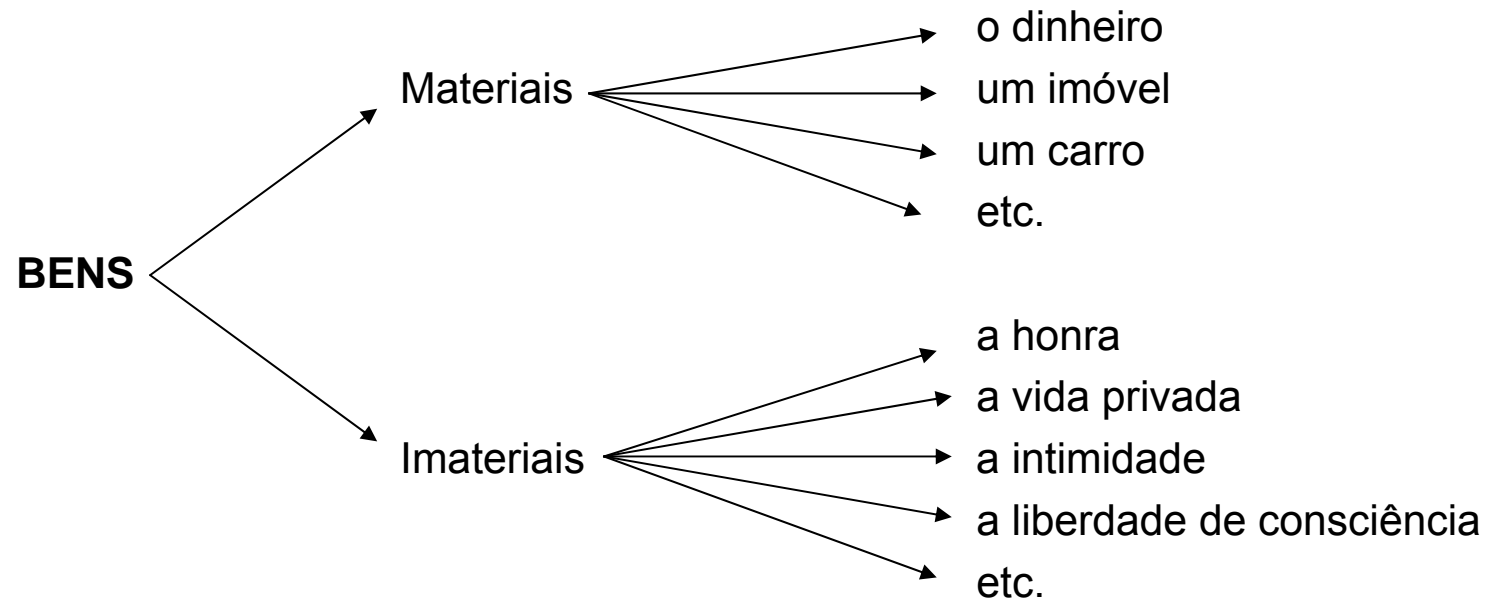 BENS
Materiais
o dinheiro
um imóvel
um carro
etc.
Imateriais
a honra
a vida privada
a intimidade
a liberdade de consciência
etc.